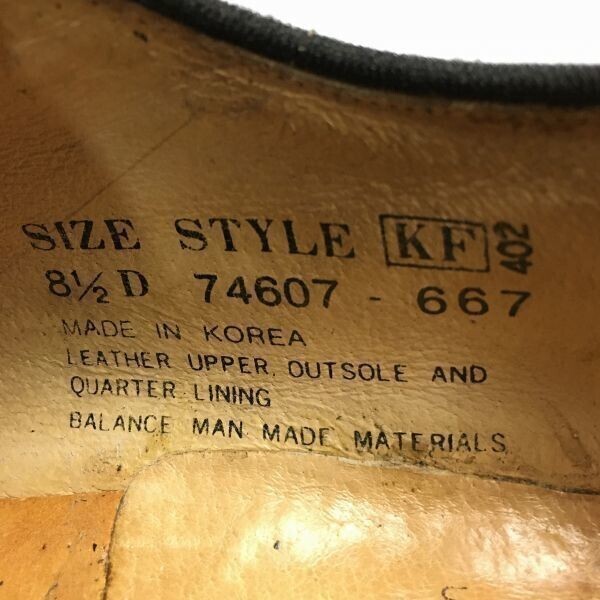 SIZE STYLE KF 402
8½ D 74607 - 667
MADE IN KOREA
LEATHER UPPER, OUTSOLE AND
QUARTER LINING
BALANCE MAN MADE MATERIALS